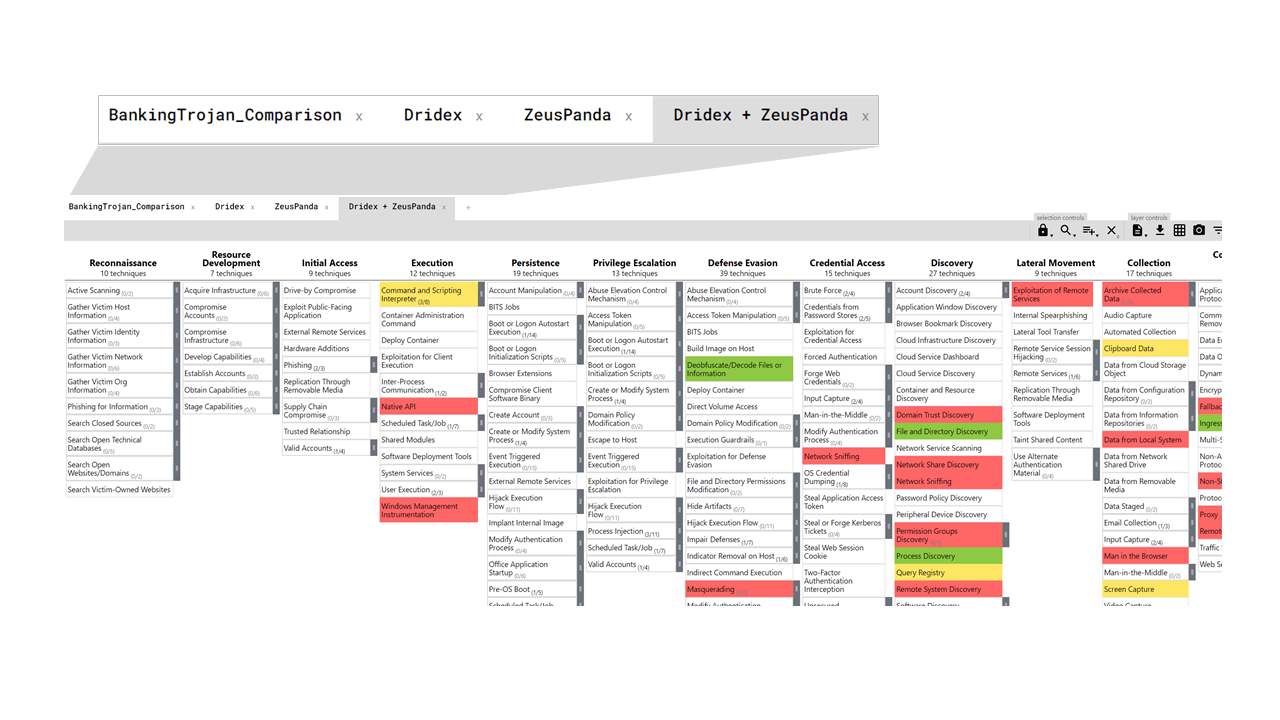 BankingTrojan_Comparison x Dridex x ZeusPanda x Dridex + ZeusPanda x
BankingTrojan_Comparison x Dridex x ZeusPanda x Dridex + ZeusPanda x +
selection controls
layer controls
Reconnaissance
10 techniques
Active Scanning (0/2)
Gather Victim Host
Information (0/4)
Gather Victim Identity
Information (0/3)
Gather Victim Network
Information (0/6)
Gather Victim Org
Information (0/4)
Phishing for Information (0/3)
Search Closed Sources (0/2)
Search Open Technical
Databases (0/5)
Search Open
Websites/Domains (0/2)
Search Victim-Owned Websites
Resource
Development
7 techniques
Acquire Infrastructure (0/6)
Compromise
Accounts (0/2)
Compromise
Infrastructure (0/6)
Develop Capabilities (0/4)
Establish Accounts (0/2)
Obtain Capabilities (0/6)
Stage Capabilities (0/5)
Initial Access
9 techniques
Drive-by Compromise
Exploit Public-Facing
Application
External Remote Services
Hardware Additions
Phishing (2/3)
Replication Through
Removable Media
Supply Chain
Compromise (0/3)
Trusted Relationship
Valid Accounts (1/4)
Execution
12 techniques
Command and Scripting
Interpreter (3/8)
Container Administration
Command
Deploy Container
Exploitation for Client
Execution
Inter-Process
Communication (1/2)
Native API
Scheduled Task/Job (1/7)
Shared Modules
Software Deployment Tools
System Services (0/2)
User Execution (2/3)
Windows Management
Instrumentation
Persistence
19 techniques
Account Manipulation (0/4)
BITS Jobs
Boot or Logon Autostart
Execution (1/14)
Boot or Logon
Initialization Scripts (0/5)
Browser Extensions
Compromise Client
Software Binary
Create Account (0/3)
Create or Modify System
Process (1/4)
Event Triggered
Execution (0/15)
External Remote Services
Hijack Execution
Flow (0/11)
Implant Internal Image
Modify Authentication
Process (0/4)
Office Application
Startup (0/6)
Pre-OS Boot (1/5)
Scheduled Task/Job
Privilege Escalation
13 techniques
Abuse Elevation Control
Mechanism (0/4)
Access Token
Manipulation (0/5)
Boot or Logon Autostart
Execution (1/14)
Boot or Logon
Initialization Scripts (0/5)
Create or Modify System
Process (1/4)
Domain Policy
Modification (0/2)
Escape to Host
Event Triggered
Execution (0/15)
Exploitation for Privilege
Escalation
Hijack Execution
Flow (0/11)
Process Injection (3/11)
Scheduled Task/Job (1/7)
Valid Accounts (1/4)
Defense Evasion
39 techniques
Abuse Elevation Control
Mechanism (0/4)
Access Token Manipulation (0/5)
BITS Jobs
Build Image on Host
Deobfuscate/Decode Files or
Information
Deploy Container
Direct Volume Access
Domain Policy Modification (0/2)
Execution Guardrails (0/1)
Exploitation for Defense
Evasion
File and Directory Permissions
Modification (0/2)
Hide Artifacts (0/7)
Hijack Execution Flow (0/11)
Impair Defenses (1/7)
Indicator Removal on Host (1/6)
Indirect Command Execution
Masquerading
Modify Authentication
Credential Access
15 techniques
Brute Force (2/4)
Credentials from
Password Stores (2/5)
Exploitation for
Credential Access
Forced Authentication
Forge Web
Credentials (0/2)
Input Capture (2/4)
Man-in-the-Middle (0/2)
Modify Authentication
Process (0/4)
Network Sniffing
OS Credential
Dumping (1/8)
Steal Application Access
Token
Steal or Forge Kerberos
Tickets (0/4)
Steal Web Session
Cookie
Two-Factor
Authentication
Interception
Unsecured
Discovery
27 techniques
Account Discovery (2/4)
Application Window Discovery
Browser Bookmark Discovery
Cloud Infrastructure Discovery
Cloud Service Dashboard
Cloud Service Discovery
Container and Resource
Discovery
Domain Trust Discovery
File and Directory Discovery
Network Service Scanning
Network Share Discovery
Network Sniffing
Password Policy Discovery
Peripheral Device Discovery
Permission Groups
Discovery
Process Discovery
Query Registry
Remote System Discovery
Software Discovery
Lateral Movement
9 techniques
Exploitation of Remote
Services
Internal Spearphishing
Lateral Tool Transfer
Remote Service Session
Hijacking (0/2)
Remote Services (1/6)
Replication Through
Removable Media
Software Deployment
Tools
Taint Shared Content
Use Alternate
Authentication
Material (0/4)
Collection
17 techniques
Archive Collected
Data
Audio Capture
Automated Collection
Clipboard Data
Data from Cloud Storage
Object
Data from Configuration
Repository (0/2)
Data from Information
Repositories (0/2)
Data from Local System
Data from Network
Shared Drive
Data from Removable
Media
Data Staged (0/2)
Email Collection (1/3)
Input Capture (2/4)
Man in the Browser
Man-in-the-Middle (0/2)
Screen Capture
Video Capture
Co
Applic
Protoc
Comm
Remov
Data E
Data O
Dynam
Encryp
Fallbac
Ingress
Multi-S
Non-A
Protoc
Non-S
Protoc
Proxy
Remot
Traffic
Web Se